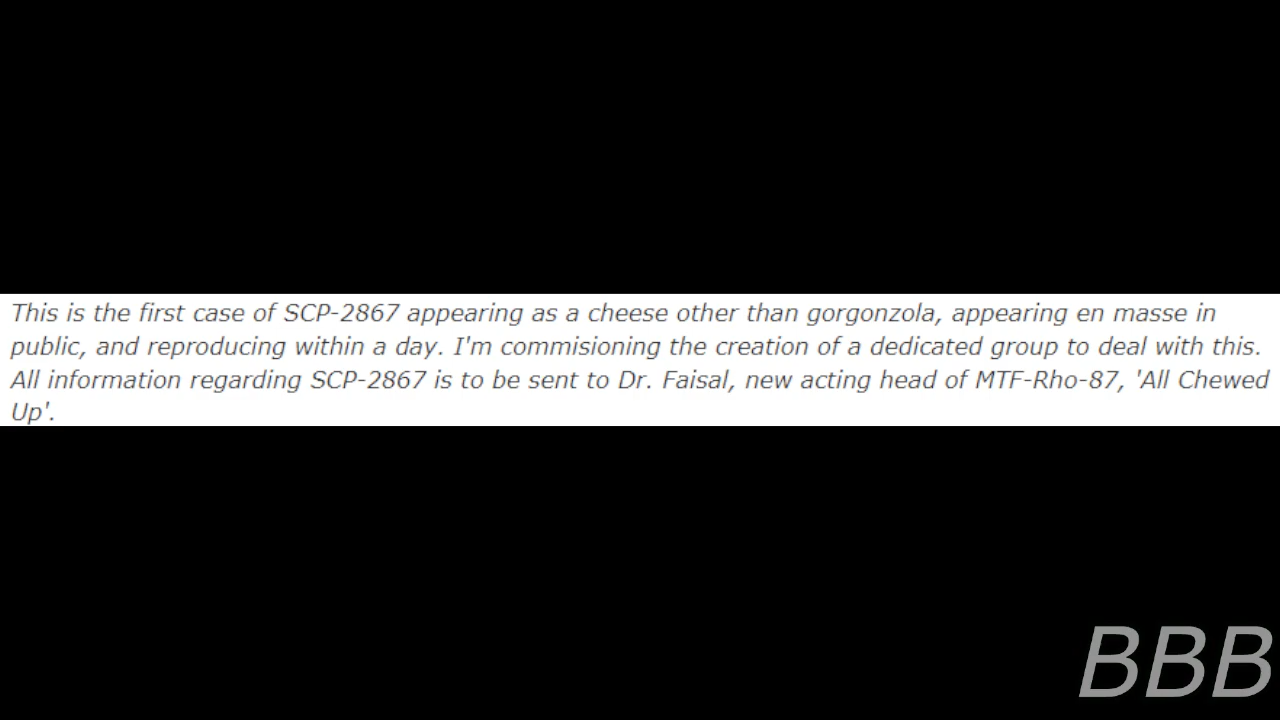 This is the first case of SCP-2867 appearing as a cheese other than gorgonzola, appearing en masse in
public, and reproducing within a day. I'm commisioning the creation of a dedicated group to deal with this.
All information regarding SCP-2867 is to be sent to Dr. Faisal, new acting head of MTF-Rho-87, 'All Chewed
Up'.
BBB